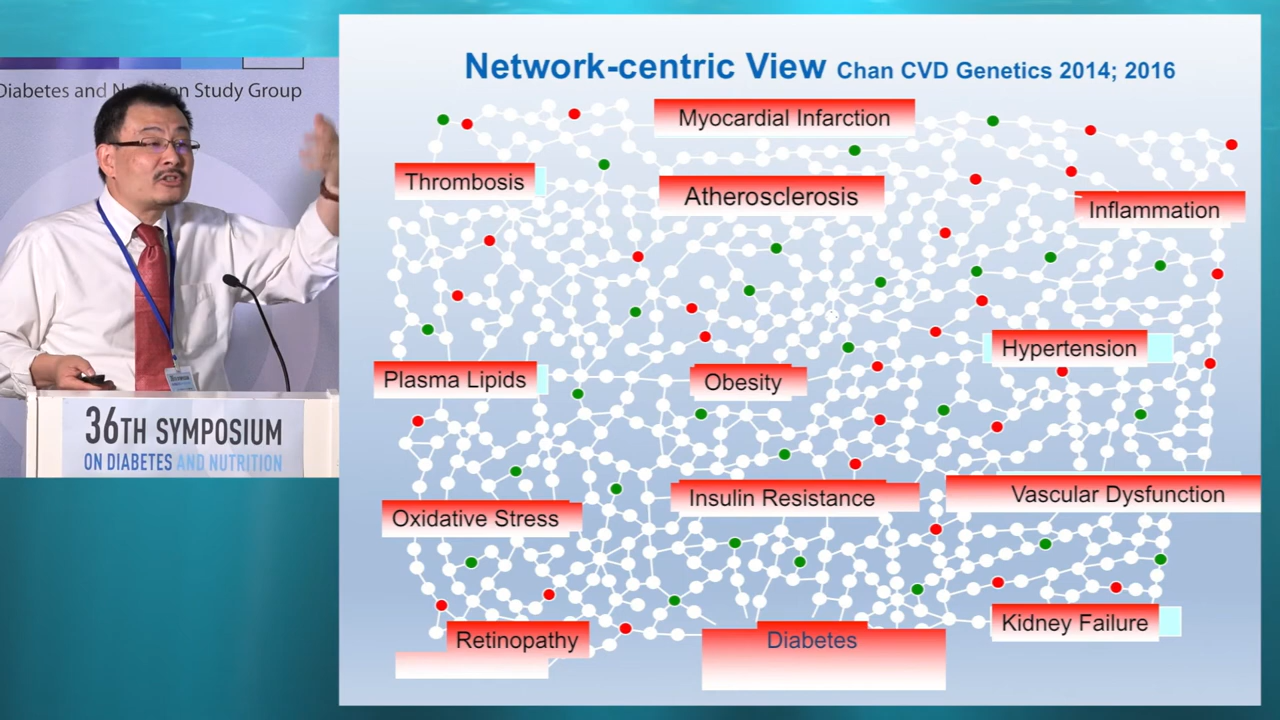 Diabetes and Nutrition Study Group
36TH SYMPOSIUM
ON DIABETES AND NUTRITION
Network-centric View Chan CVD Genetics 2014; 2016
Myocardial Infarction
Thrombosis
Atherosclerosis
Inflammation
Hypertension
Plasma Lipids
Obesity
Insulin Resistance
Vascular Dysfunction
Oxidative Stress
Kidney Failure
Retinopathy
Diabetes